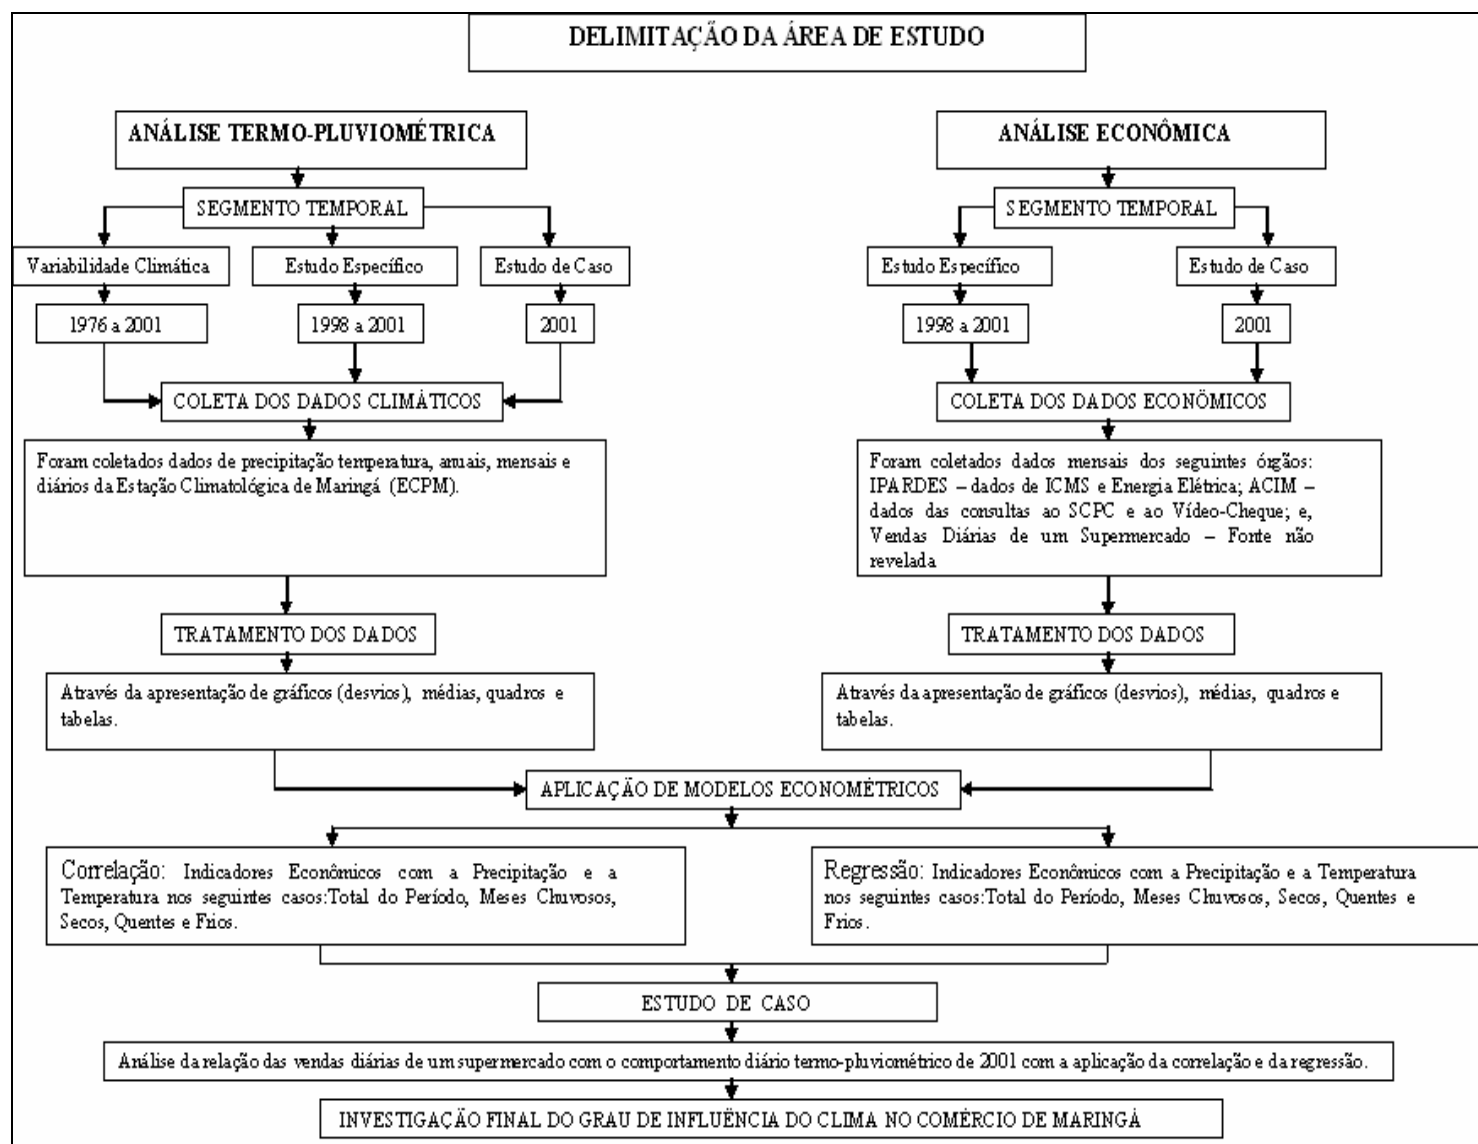 DELIMITAÇÃO DA ÁREA DE ESTUDO
ANÁLISE TERMO-PLUVIOMÉTRICA
ANÁLISE ECONÔMICA
SEGMENTO TEMPORAL
SEGMENTO TEMPORAL
Variabilidade Climática
Estudo Específico
Estudo de Caso
Estudo Específico
Estudo de Caso
1976 a 2001
1998 a 2001
2001
1998 a 2001
2001
COLETA DOS DADOS CLIMÁTICOS
COLETA DOS DADOS ECONÔMICOS
Foram coletados dados de precipitação temperatura, anuais, mensais e
diários da Estação Climatológica de Maringá (ECPM).
Foram coletados dados mensais dos seguintes órgãos:
IPARDES – dados de ICMS e Energia Elétrica; ACIM –
dados das consultas ao SCPC e ao Vídeo-Cheque; e,
Vendas Diárias de um Supermercado – Fonte não
revelada
TRATAMENTO DOS DADOS
TRATAMENTO DOS DADOS
Através da apresentação de gráficos (desvios), médias, quadros e
tabelas.
Através da apresentação de gráficos (desvios), médias, quadros e
tabelas.
APLICAÇÃO DE MODELOS ECONOMÉTRICOS
Correlação: Indicadores Econômicos com a Precipitação e a
Temperatura nos seguintes casos:Total do Período, Meses Chuvosos,
Secos, Quentes e Frios.
Regressão: Indicadores Econômicos com a Precipitação e a Temperatura
nos seguintes casos:Total do Período, Meses Chuvosos, Secos, Quentes e
Frios.
ESTUDO DE CASO
Análise da relação das vendas diárias de um supermercado com o comportamento diário termo-pluviométrico de 2001 com a aplicação da correlação e da regressão.
INVESTIGAÇÃO FINAL DO GRAU DE INFLUÊNCIA DO CLIMA NO COMÉRCIO DE MARINGÁ